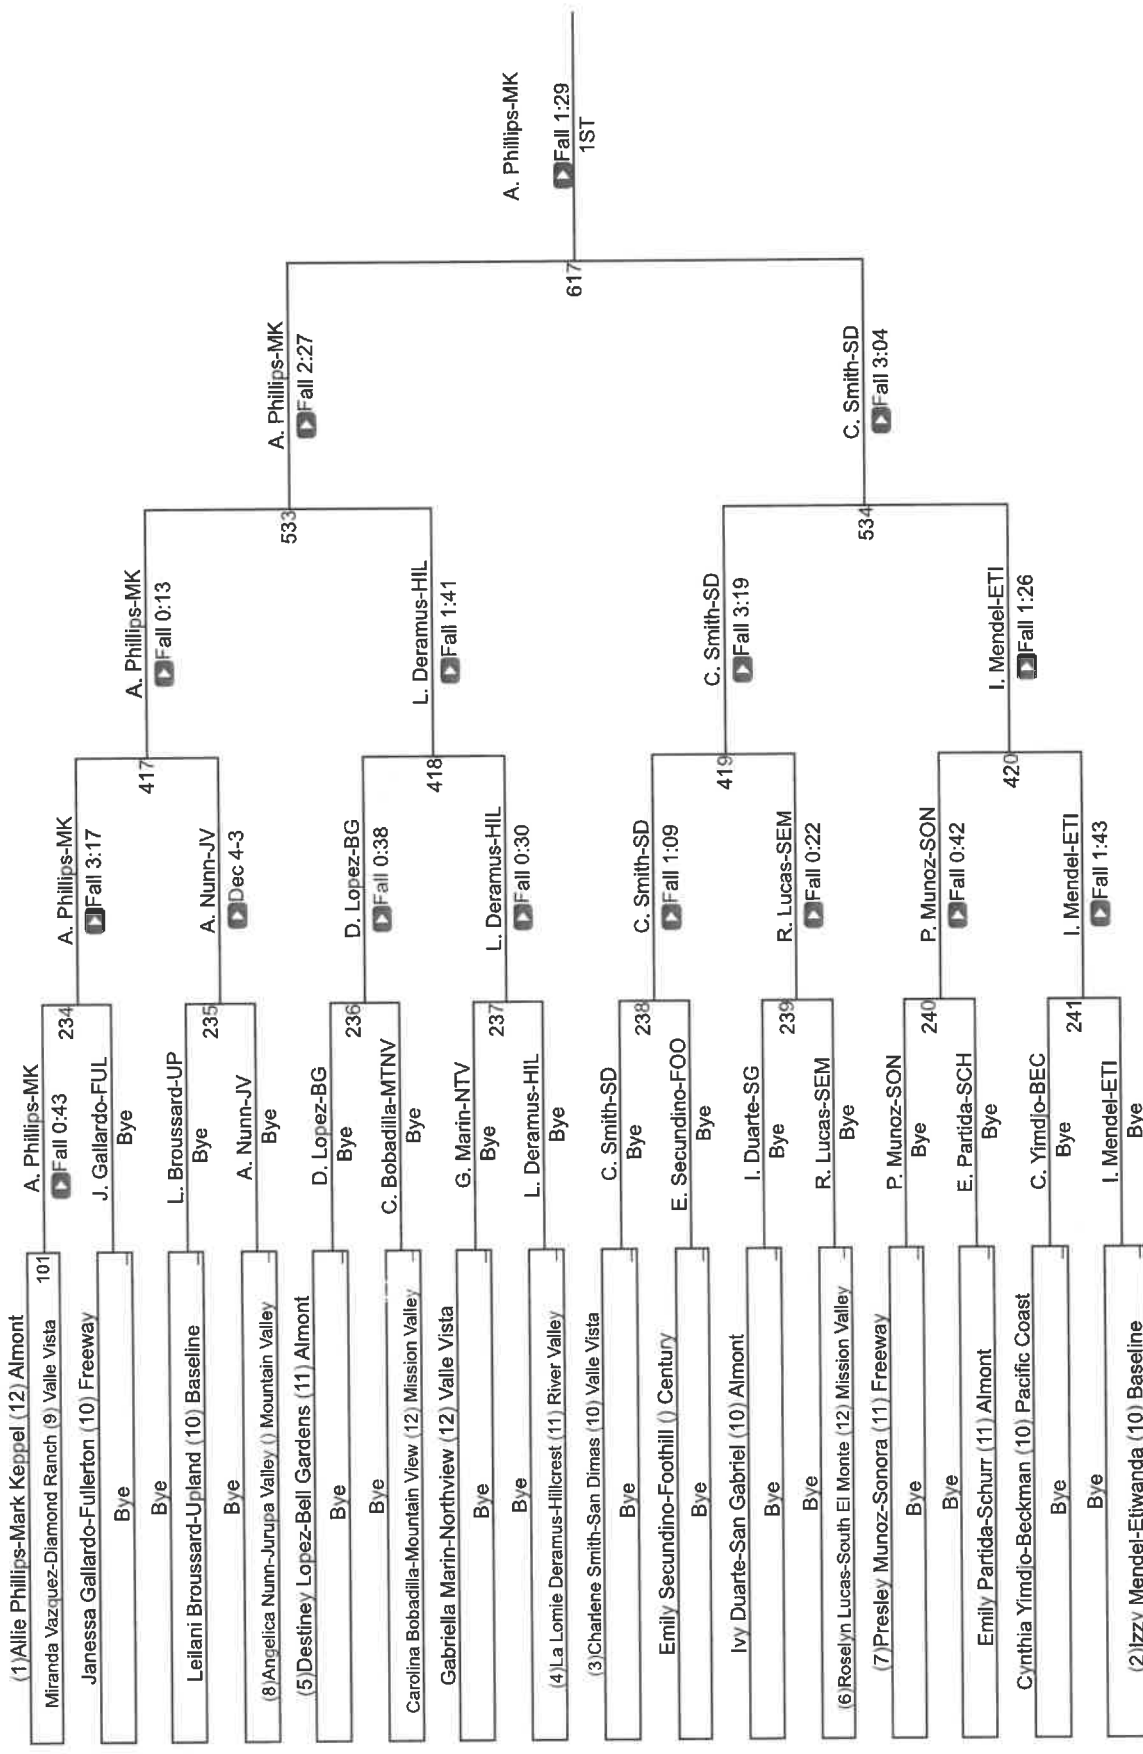 (1)Allie Phillips-Mark Keppel (12) Almont
101
Miranda Vazquez-Diamond Ranch (9) Valle Vista
Janessa Gallardo-Fullerton (10) Freeway
Bye
Bye
Leilani Broussard-Upland (10) Baseline
Bye
(8)Angelica Nunn-Jurupa Valley () Mountain Valley
(5)Destiney Lopez-Bell Gardens (11) Almont
Bye
Bye
Carolina Bobadilla-Mountain View (12) Mission Valley
Gabriella Marin-Northview (12) Valle Vista
Bye
Bye
(4)La Lomie Deramus-Hillcrest (11) River Valley
(3)Charlene Smith-San Dimas (10) Valle Vista
Bye
Emily Secundino-Foothill () Century
Bye
Ivy Duarte-San Gabriel (10) Almont
Bye
Bye
(6)Roselyn Lucas-South El Monte (12) Mission Valley
(7)Presley Munoz-Sonora (11) Freeway
Bye
Bye
Emily Partida-Schurr (11) Almont
Cynthia Yimdjo-Beckman (10) Pacific Coast
Bye
Bye
(2)Izzy Mendel-Etiwanda (10) Baseline
A. Phillips-MK
Fall 0:43
234
J. Gallardo-FUL
Bye
L. Broussard-UP
Bye
235
A. Nunn-JV
Bye
D. Lopez-BG
Bye
236
C. Bobadilla-MTNV
Bye
G. Marin-NTV
Bye
237
L. Deramus-HIL
Bye
C. Smith-SD
Bye
238
E. Secundino-FOO
Bye
I. Duarte-SG
Bye
239
R. Lucas-SEM
Bye
P. Munoz-SON
Bye
240
E. Partida-SCH
Bye
C. Yimdjo-BEC
Bye
241
I. Mendel-ETI
Bye
A. Phillips-MK
Fall 3:17
417
A. Nunn-JV
Dec 4-3
D. Lopez-BG
Fall 0:38
418
L. Deramus-HIL
Fall 0:30
C. Smith-SD
Fall 1:09
419
R. Lucas-SEM
Fall 0:22
P. Munoz-SON
Fall 0:42
420
I. Mendel-ETI
Fall 1:43
A. Phillips-MK
Fall 0:13
533
L. Deramus-HIL
Fall 1:41
C. Smith-SD
Fall 3:19
534
I. Mendel-ETI
Fall 1:26
A. Phillips-MK
Fall 2:27
617
C. Smith-SD
Fall 3:04
A. Phillips-MK
Fall 1:29
1ST